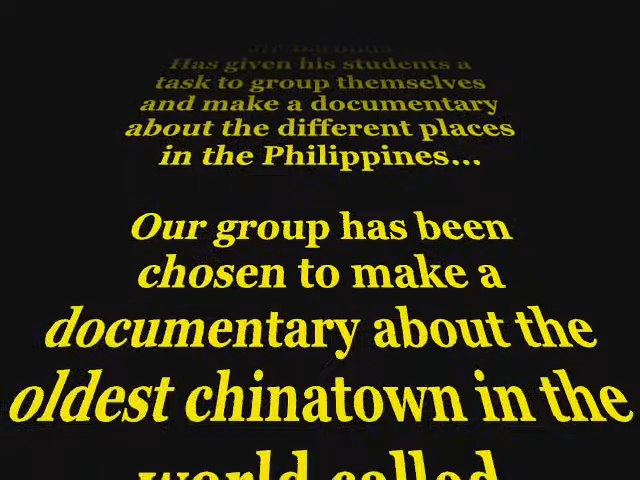 Has given his students a
task to group themselves
and make a documentary
about the different places
in the Philippines...
Our group has been
chosen to make a
documentary about the
oldest chinatown in the
world called